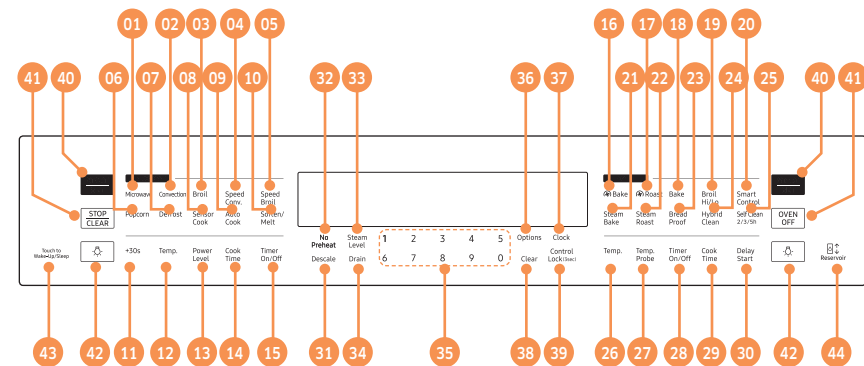 01 02 03 04 05 16 17 18 19 20
41 40 06 07 08 09 10 32 33 36 37 21 22 23 24 25 40 41
Microwave Convection Broil Speed Conv. Speed Broil
Popcorn Defrost Sensor Cook Auto Cook Soften/ Melt
STOP
CLEAR
Touch to
Wake-Up/Sleep
+30s Temp. Power Level Cook Time Timer On/Off
No Preheat Steam Level
Descale Drain
1 2 3 4 5
6 7 8 9 0
Options Clock
Clear Control Lock(3sec)
Bake Roast Bake Broil Hi/Lo Smart Control
Steam Bake Steam Roast Bread Proof Hybrid Clean Self Clean 2/3/5h
OVEN
OFF
Temp. Temp. Probe Timer On/Off Cook Time Delay Start
Reservoir
43 42 11 12 13 14 15 31 34 35 38 39 26 27 28 29 30 42 44